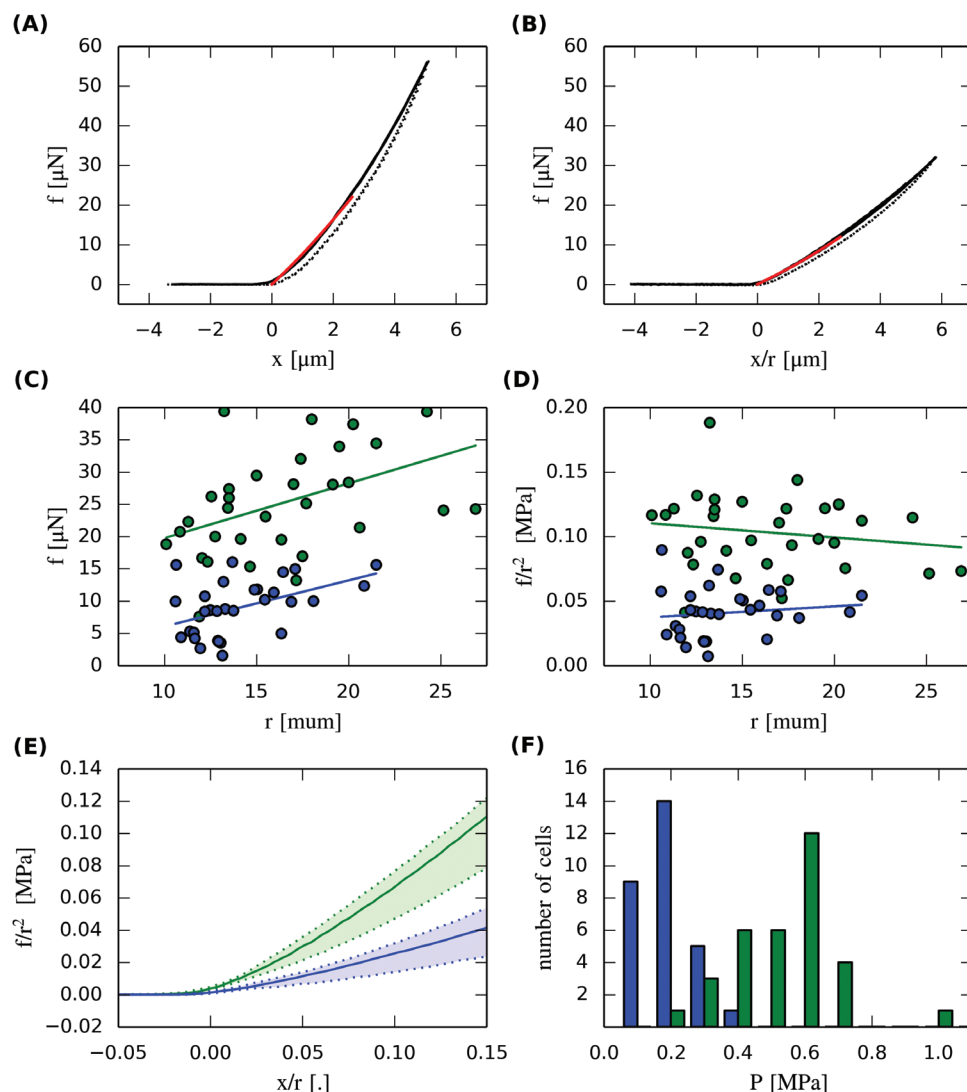 (A)
60
50
40
30
20
10
0
f [µN]
−4 −2 0 2 4 6
x [µm]
(B)
60
50
40
30
20
10
0
f [µN]
−4 −2 0 2 4 6
x/r [µm]
(C)
40
35
30
25
20
15
10
5
0
f [µN]
10 15 20 25
r [mum]
(D)
0.20
0.15
0.10
0.05
0.00
f/r² [MPa]
10 15 20 25
r [mum]
(E)
0.14
0.12
0.10
0.08
0.06
0.04
0.02
0.00
−0.02
f/r² [MPa]
−0.05 0.00 0.05 0.10 0.15
x/r [.]
(F)
16
14
12
10
8
6
4
2
number of cells
0.0 0.2 0.4 0.6 0.8 1.0
P [MPa]